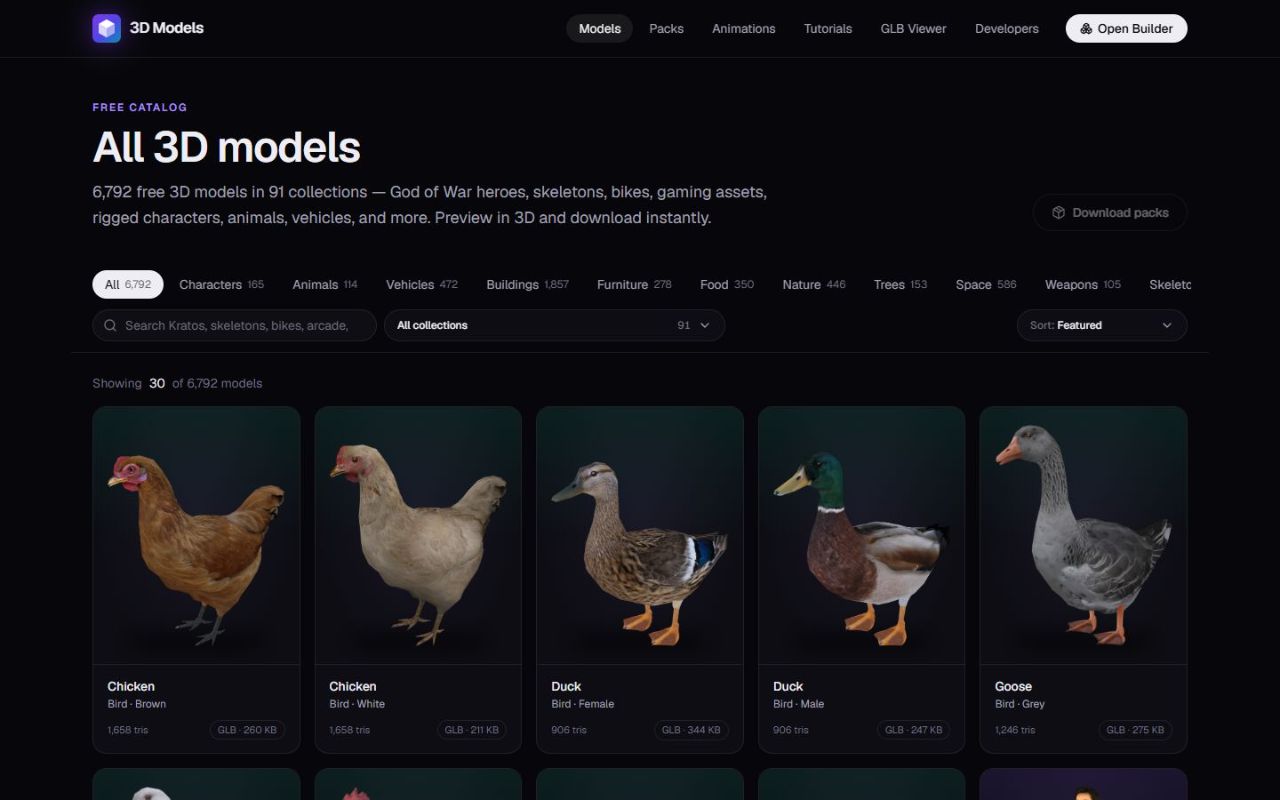 3D Models
Models
Packs
Animations
Tutorials
GLB Viewer
Developers
Open Builder
FREE CATALOG
All 3D models
6,792 free 3D models in 91 collections — God of War heroes, skeletons, bikes, gaming assets,
rigged characters, animals, vehicles, and more. Preview in 3D and download instantly.
Download packs
All 6,792
Characters 165
Animals 114
Vehicles 472
Buildings 1,857
Furniture 278
Food 350
Nature 446
Trees 153
Space 586
Weapons 105
Skeletc
Search Kratos, skeletons, bikes, arcade,
All collections 91
Sort: Featured
Showing 30 of 6,792 models
Chicken
Bird · Brown
1,658 tris
GLB · 260 KB
Chicken
Bird · White
1,658 tris
GLB · 211 KB
Duck
Bird · Female
906 tris
GLB · 344 KB
Duck
Bird · Male
906 tris
GLB · 247 KB
Goose
Bird · Grey
1,246 tris
GLB · 275 KB